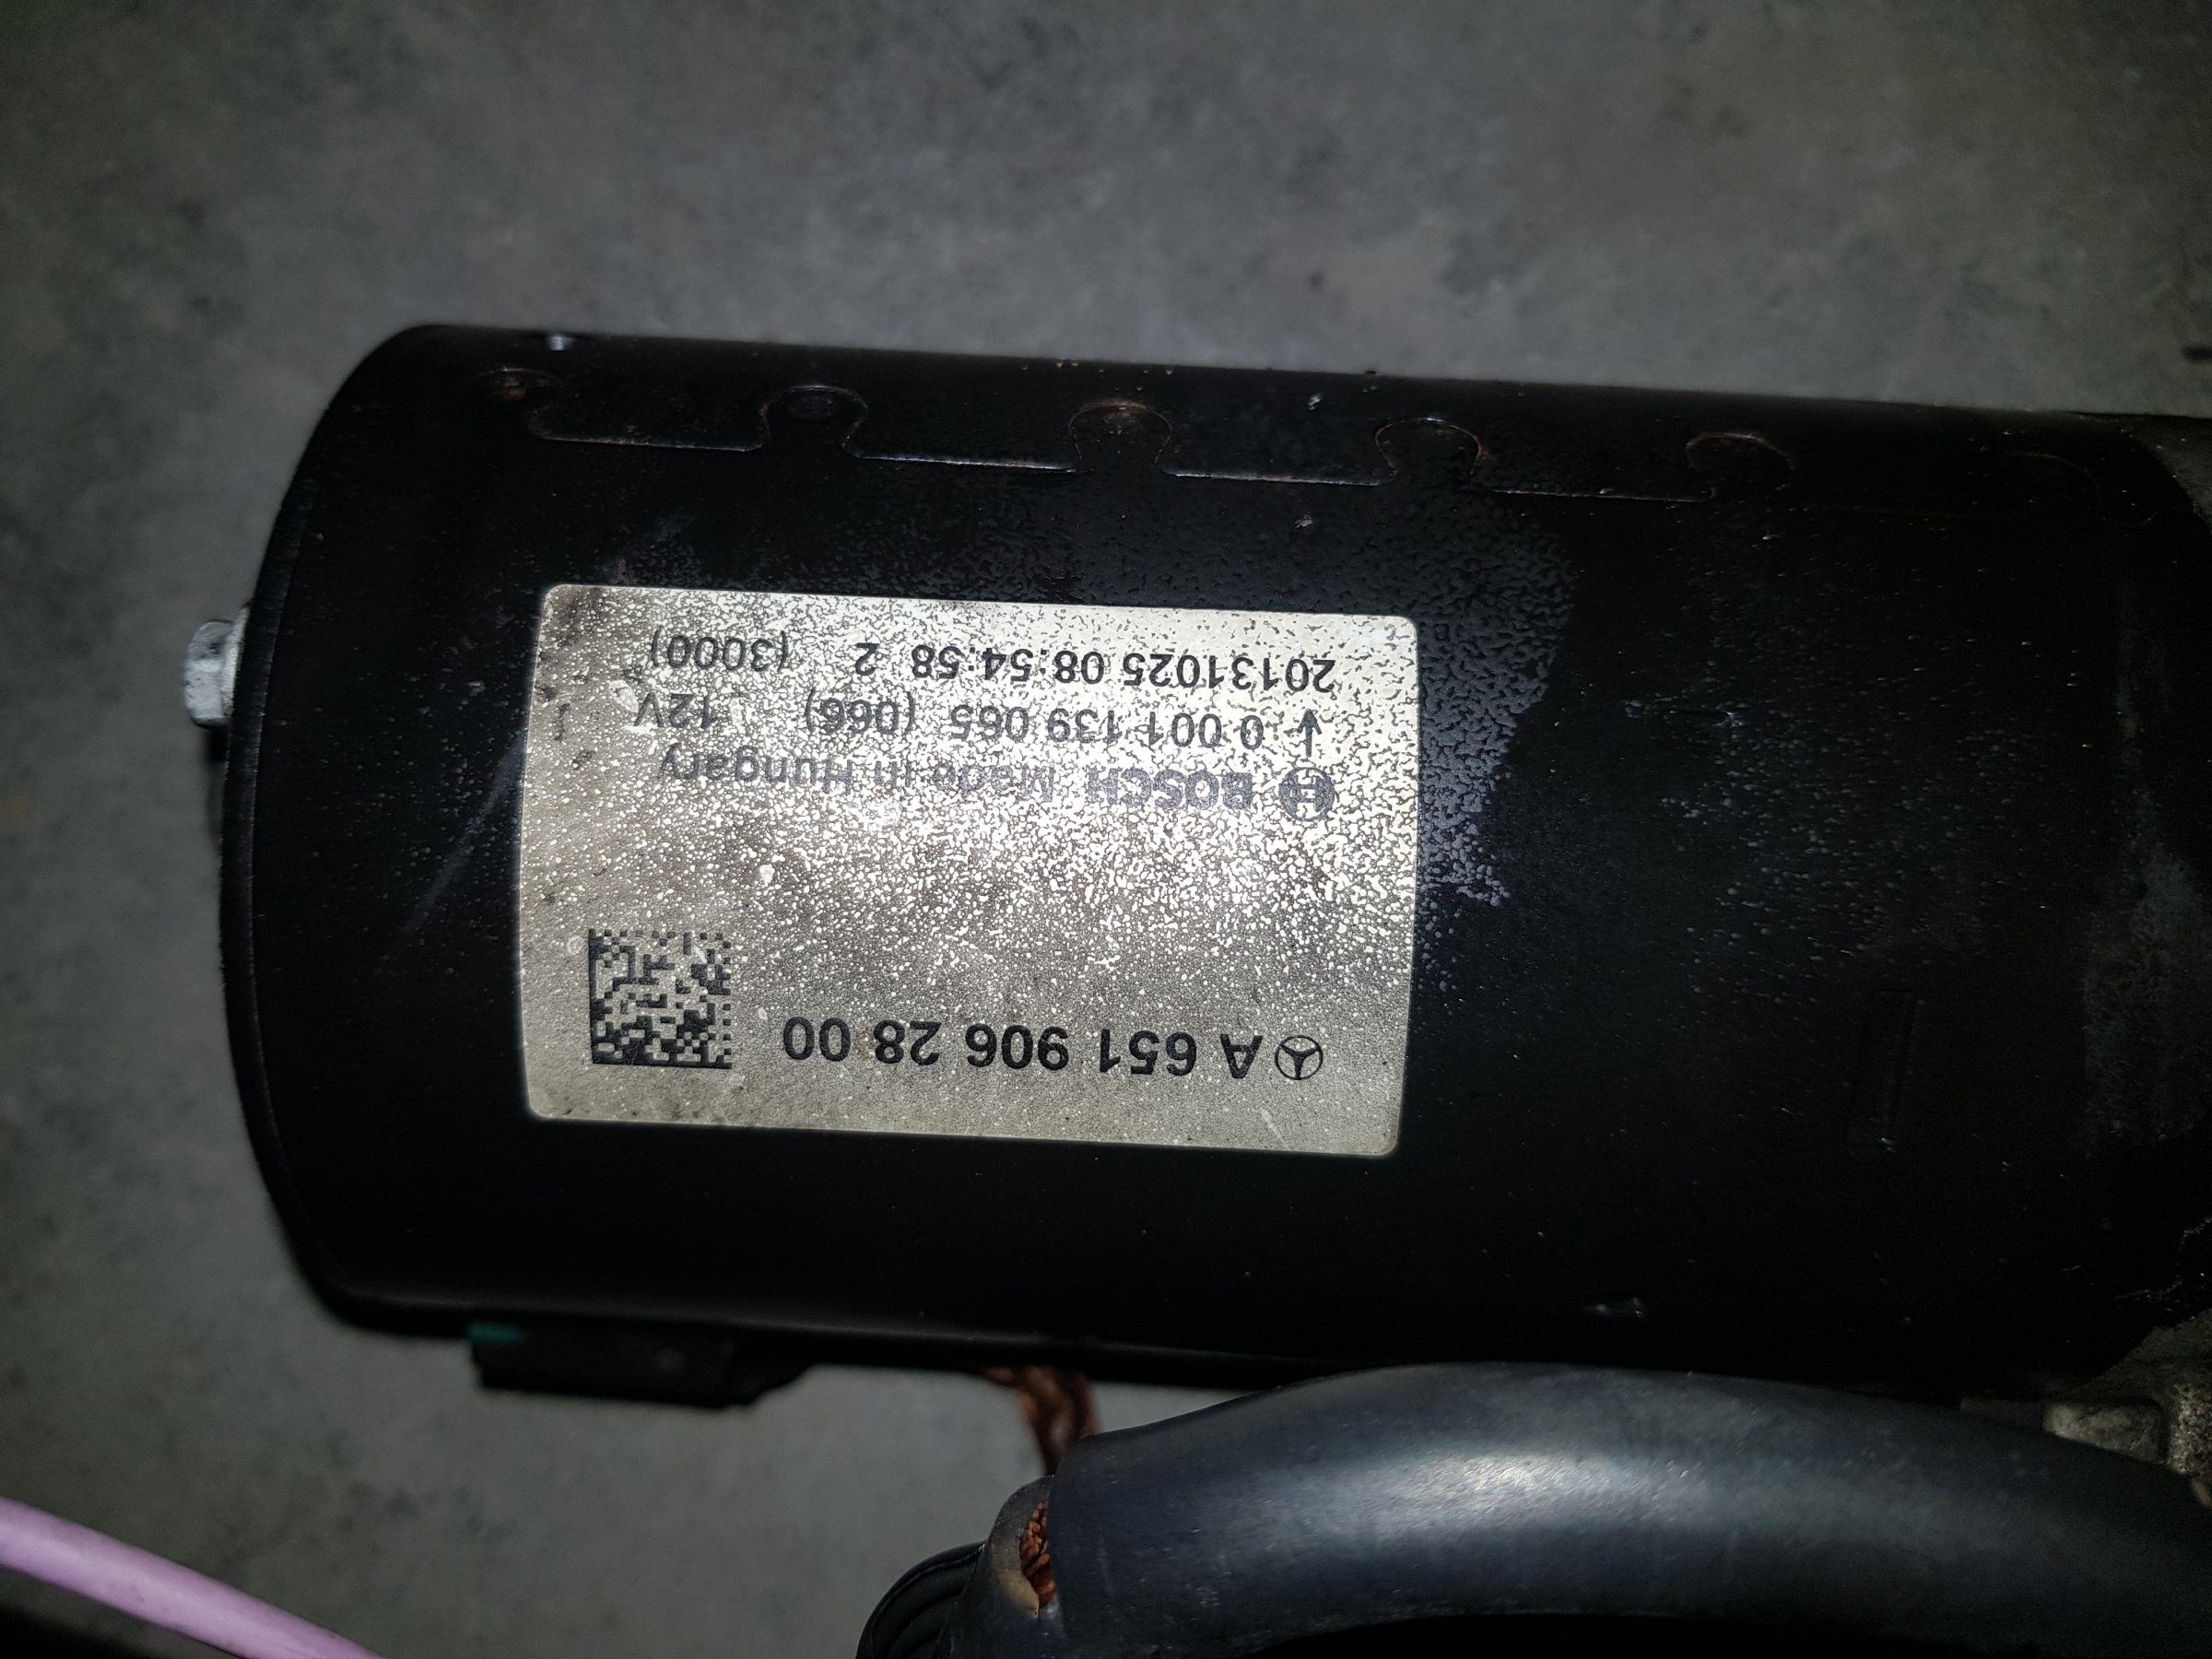 A 651 906 28 00
BOSCH Made in Hungary
0 001 139 065 (066) 12V
20131025 08:54:58 2 (3000)